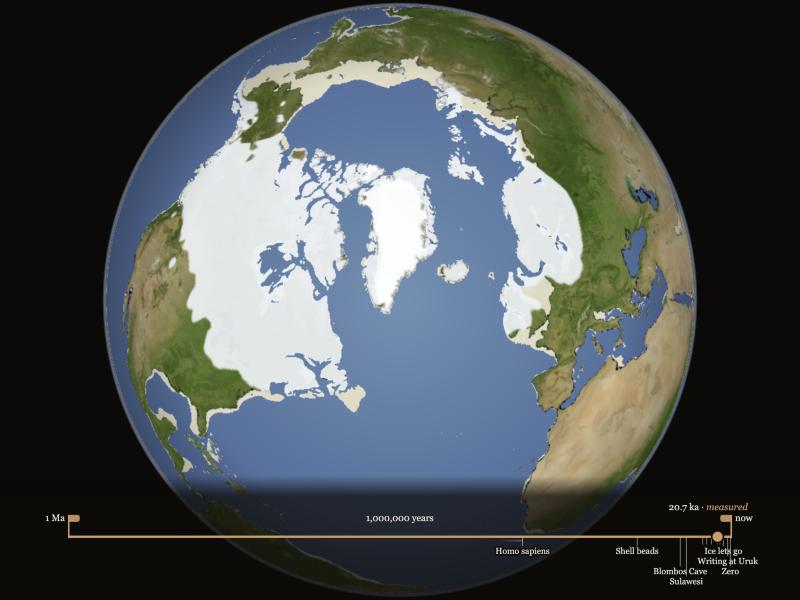 20.7 ka · measured
1 Ma
1,000,000 years
now
Homo sapiens
Shell beads
Ice lets go
Writing at Uruk
Blombos Cave
Zero
Sulawesi